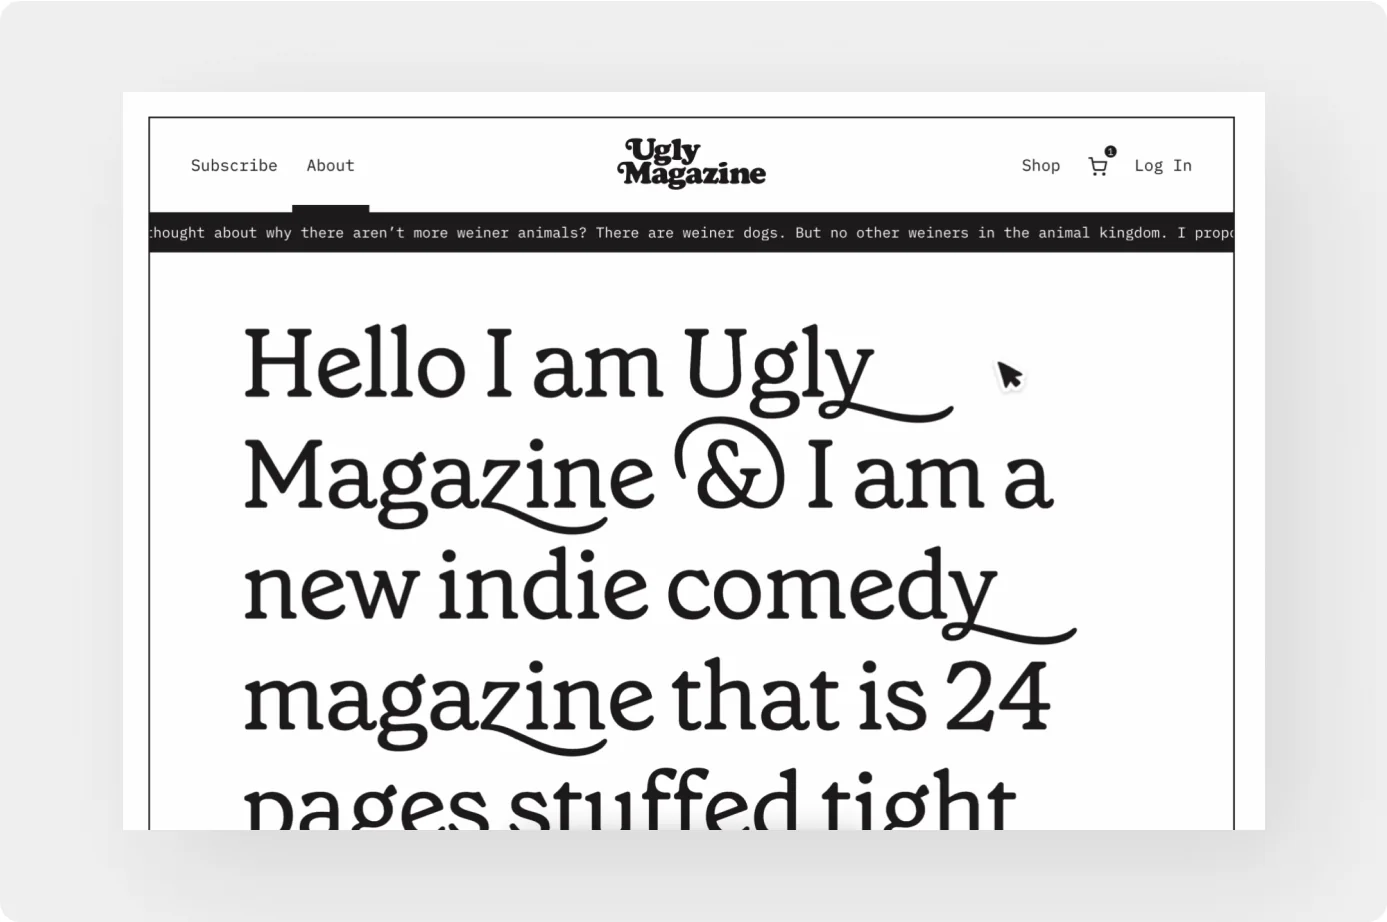 Subscribe About
Ugly
Magazine
Shop 1 Log In
thought about why there aren’t more weiner animals? There are weiner dogs. But no other weiners in the animal kingdom. I propo
Hello I am Ugly
Magazine & I am a
new indie comedy
magazine that is 24
pages stuffed tight